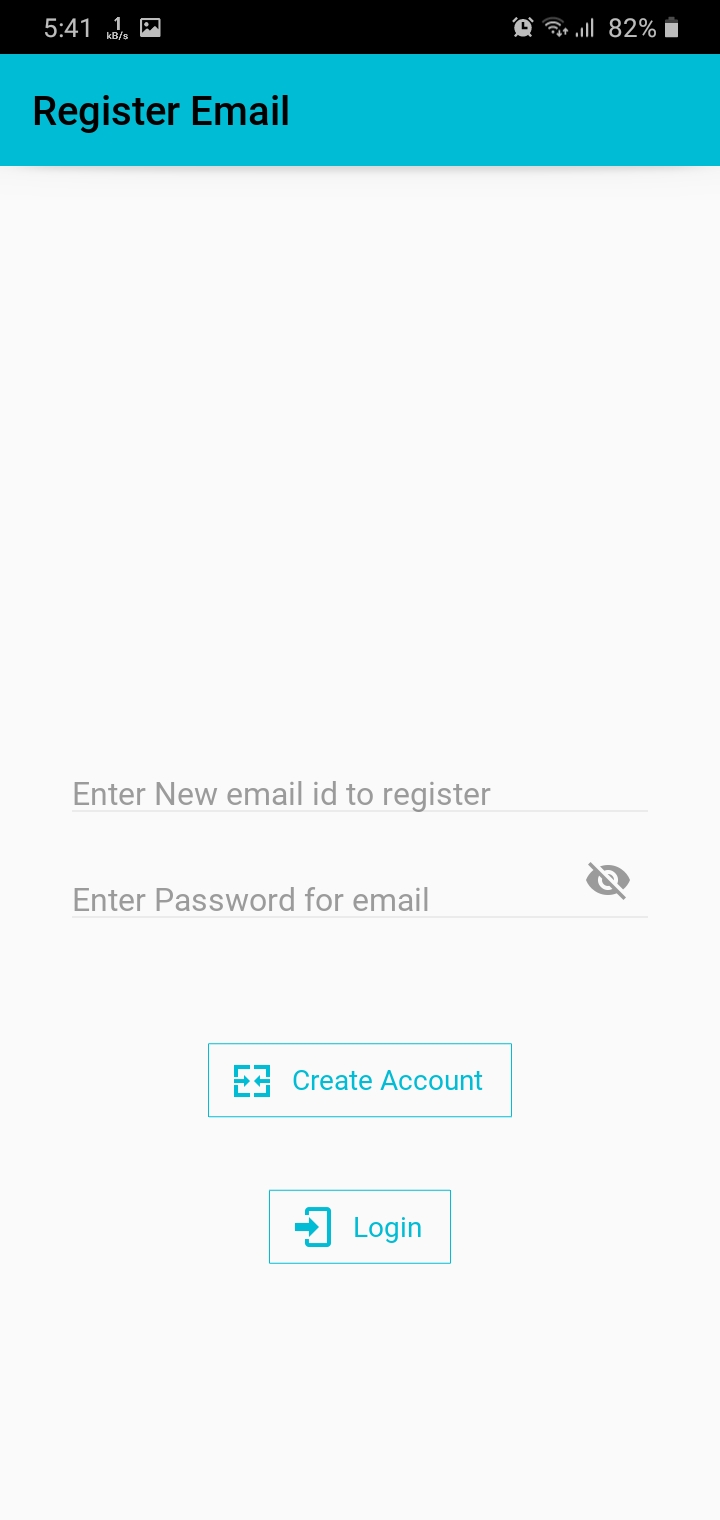 5:41 1 kB/s 82%
Register Email
Enter New email id to register
Enter Password for email
Create Account
Login